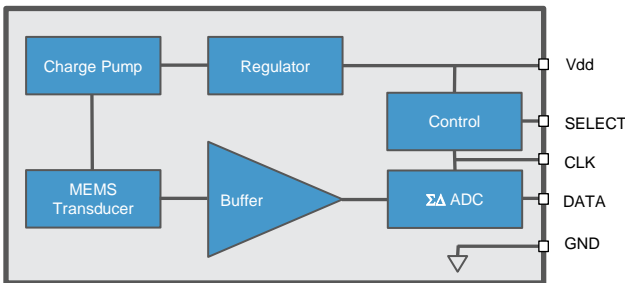 Charge Pump
Regulator
Vdd
Control
SELECT
CLK
MEMS
Transducer
Buffer
ΣΔ ADC
DATA
GND